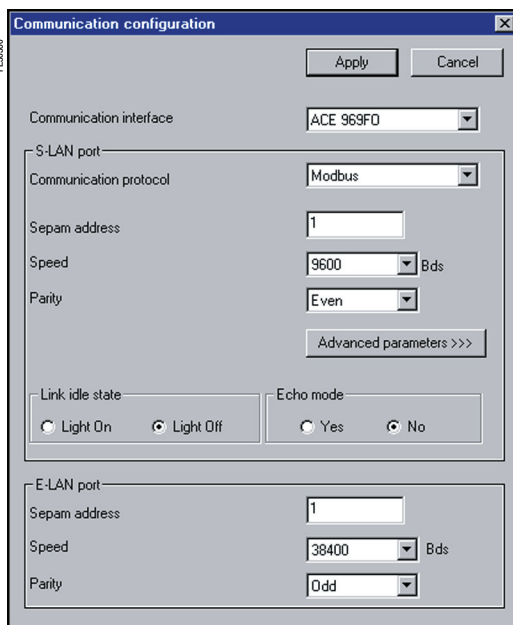 Communication configuration
Apply Cancel
Communication interface ACE 969FO
S-LAN port
Communication protocol Modbus
Sepam address 1
Speed 9600 Bds
Parity Even
Advanced parameters >>>
Link idle state Echo mode
Light On Light Off Yes No
E-LAN port
Sepam address 1
Speed 38400 Bds
Parity Odd